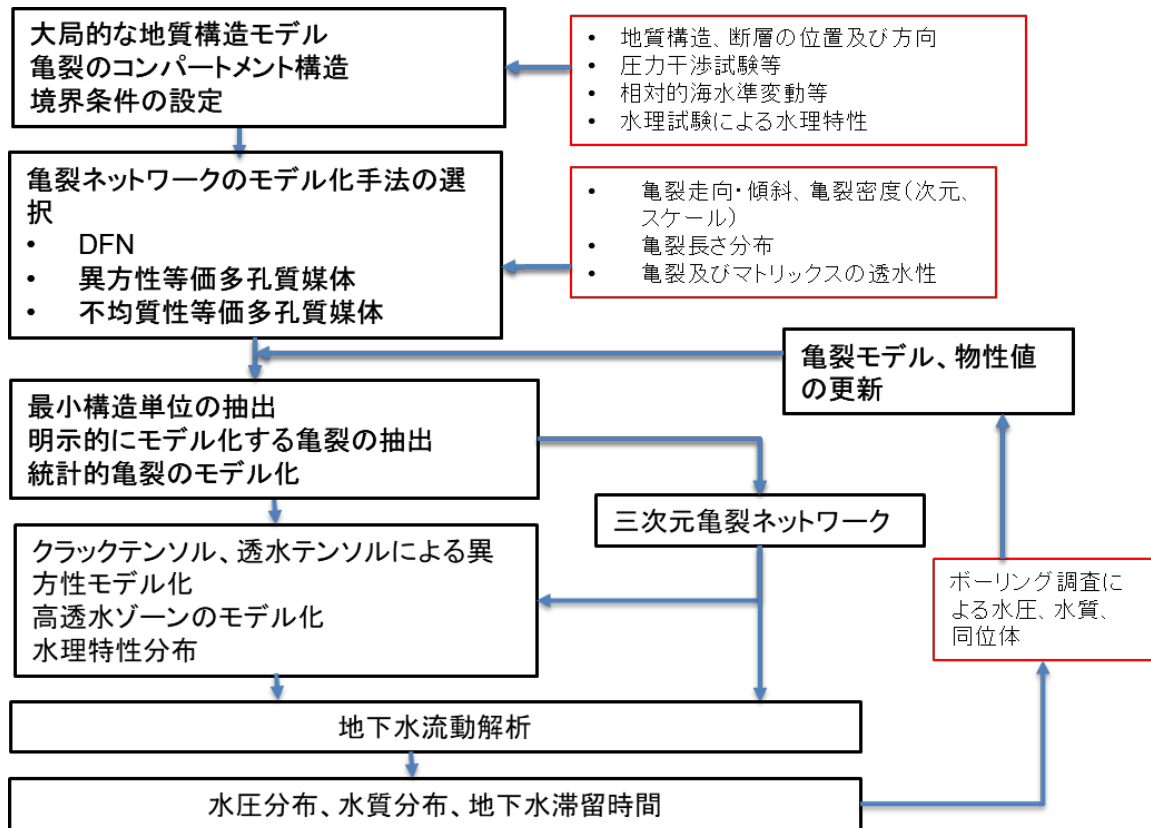 大局的な地質構造モデル
亀裂のコンパートメント構造
境界条件の設定
• 地質構造、断層の位置及び方向
• 圧力干渉試験等
• 相対的海水準変動等
• 水理試験による水理特性
亀裂ネットワークのモデル化手法の選
択
• DFN
• 異方性等価多孔質媒体
• 不均質性等価多孔質媒体
• 亀裂走向・傾斜、亀裂密度(次元、
スケール)
• 亀裂長さ分布
• 亀裂及びマトリックスの透水性
亀裂モデル、物性値
の更新
最小構造単位の抽出
明示的にモデル化する亀裂の抽出
統計的亀裂のモデル化
三次元亀裂ネットワーク
クラックテンソル、透水テンソルによる異
方性モデル化
高透水ゾーンのモデル化
水理特性分布
ボーリング調査に
よる水圧、水質、
同位体
地下水流動解析
水圧分布、水質分布、地下水滞留時間